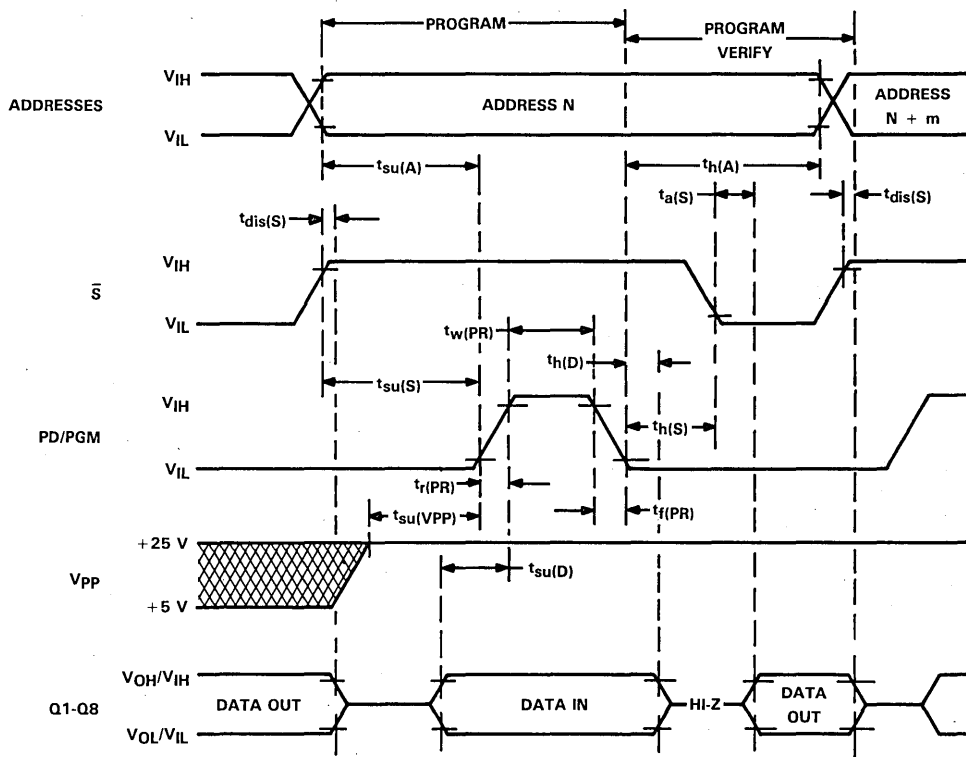 PROGRAM
PROGRAM
VERIFY
VIH
ADDRESSES
ADDRESS N
ADDRESS
N + m
VIL
tsu(A)
th(A)
ta(S)
tdis(S)
tdis(S)
VIH
S̅
VIL
tw(PR)
th(D)
tsu(S)
VIH
th(S)
PD/PGM
VIL
tr(PR)
tf(PR)
tsu(VPP)
+25 V
VPP
tsu(D)
+5 V
VOH/VIH
Q1-Q8
DATA OUT
DATA IN
HI-Z
DATA
OUT
VOL/VIL